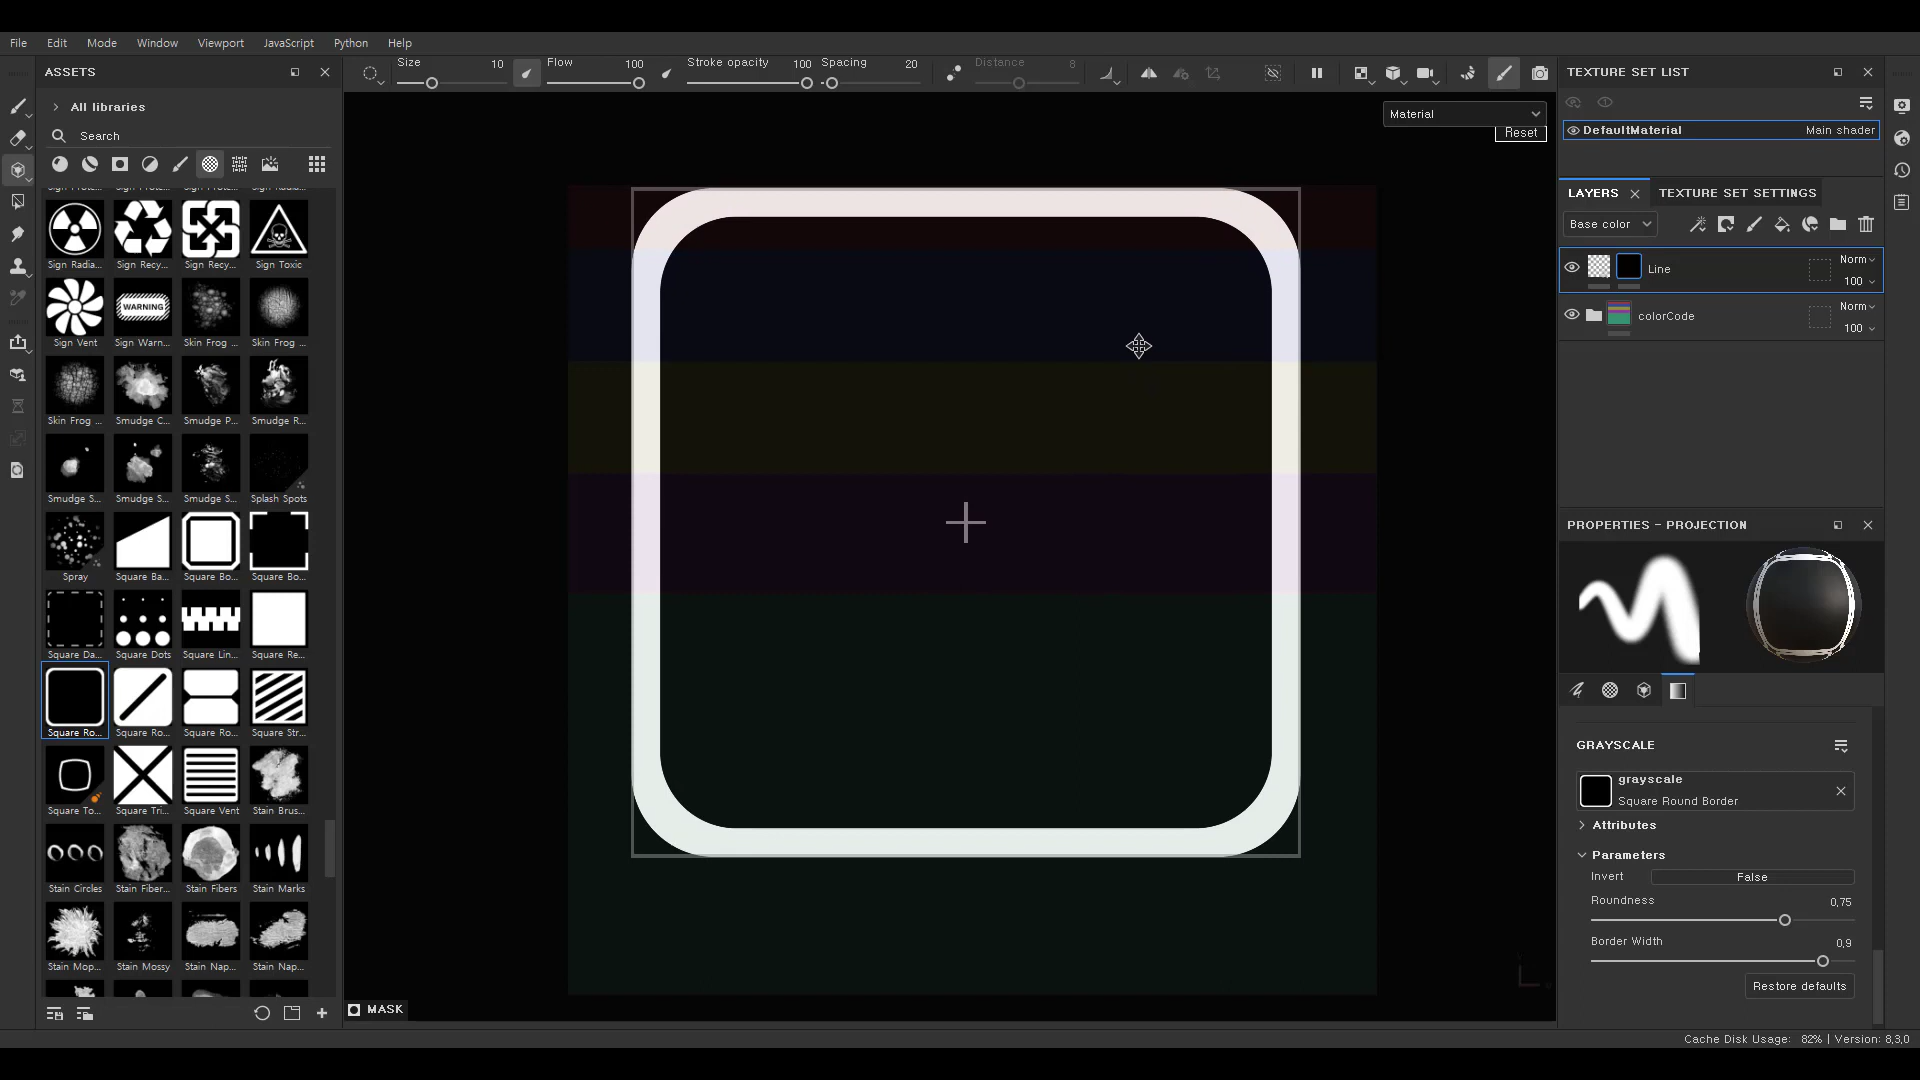 File Edit Mode Window Viewport JavaScript Python Help
ASSETS
All libraries
Search
Sign Radia... Sign Recy... Sign Recy... Sign Toxic
WARNING
Sign Vent Sign Warn... Skin Frog ... Skin Frog ...
Skin Frog ... Smudge C... Smudge P... Smudge R...
Smudge S... Smudge S... Smudge S... Splash Spots
Spray Square Ba... Square Bo... Square Bo...
Square Da... Square Dots Square Lin... Square Re...
Square Ro... Square Ro... Square Ro... Square Str...
Square To... Square Tri... Square Vent Stain Brus...
Stain Circles Stain Fiber... Stain Fibers Stain Marks
Stain Mop... Stain Mossy Stain Nap... Stain Nap...
Size 10 Flow 100 Stroke opacity 100 Spacing 20 Distance 8
Material
Reset
MASK
TEXTURE SET LIST
DefaultMaterial Main shader
LAYERS TEXTURE SET SETTINGS
Base color
Line Norm 100
colorCode Norm 100
PROPERTIES - PROJECTION
GRAYSCALE
grayscale
Square Round Border
Attributes
Parameters
Invert False
Roundness 0,75
Border Width 0,9
Restore defaults
Cache Disk Usage: 82% | Version: 8,3,0